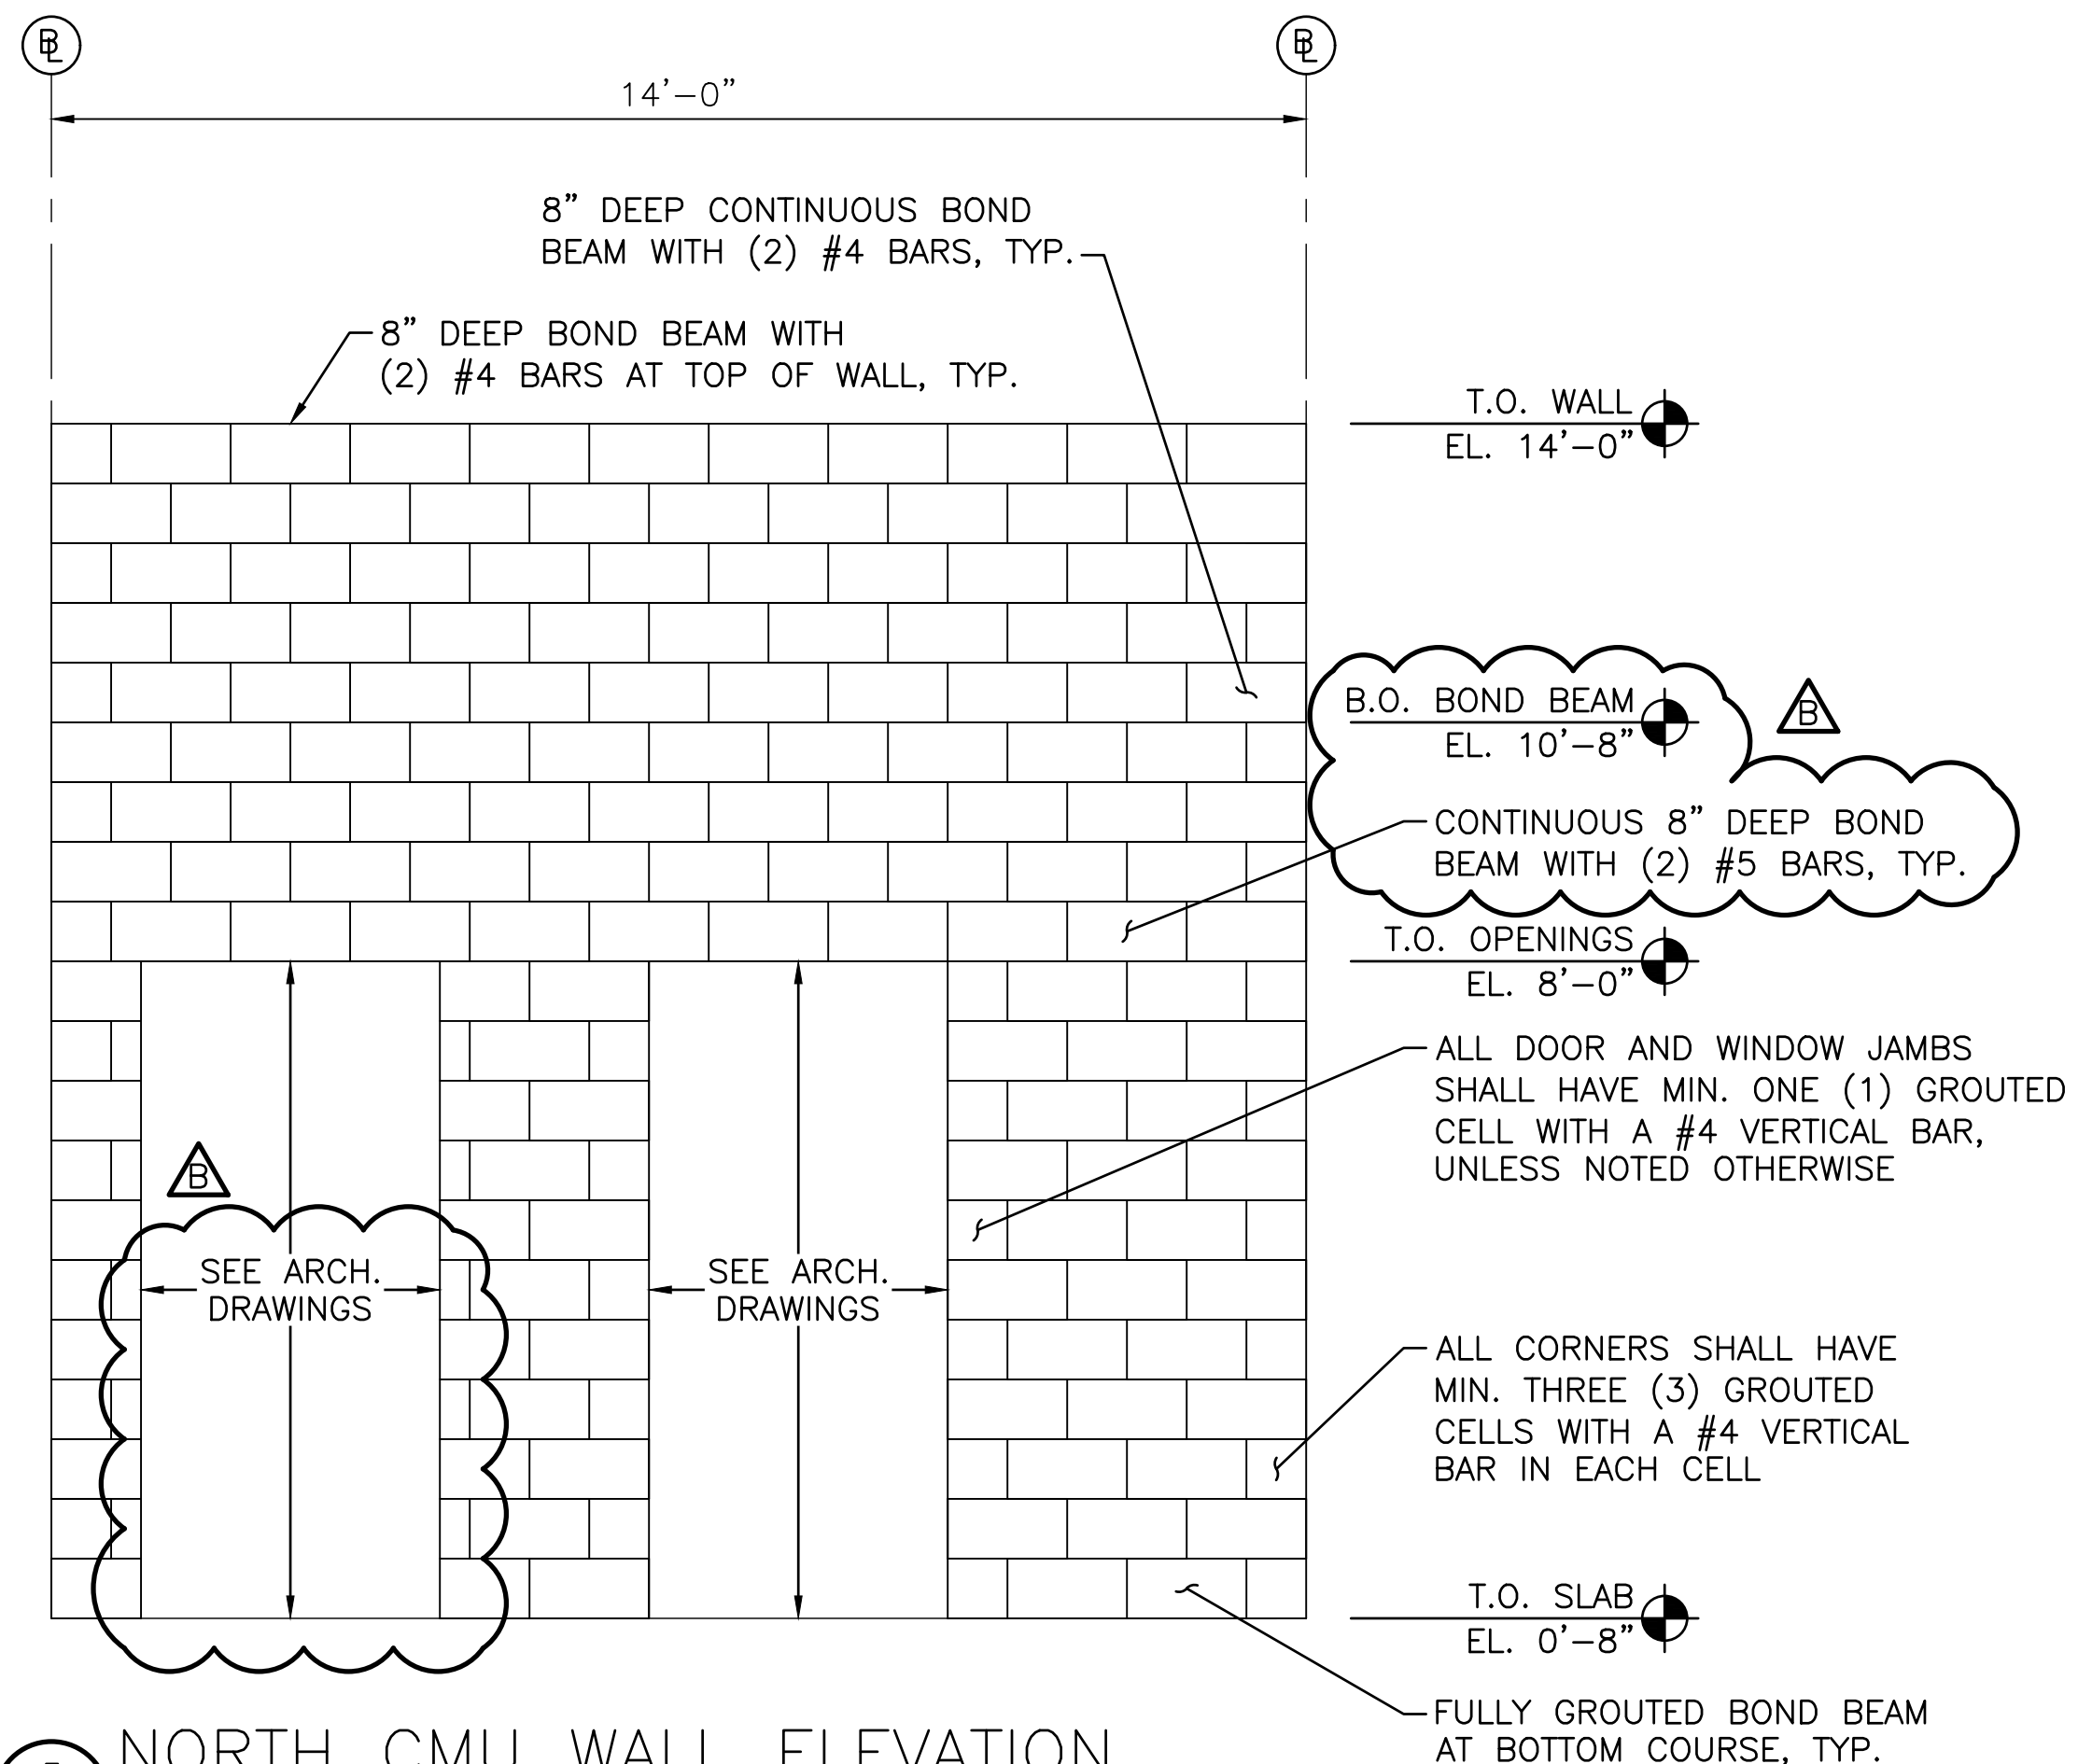 BL
BL
14'-0"
8" DEEP CONTINUOUS BOND
BEAM WITH (2) #4 BARS, TYP.
8" DEEP BOND BEAM WITH
(2) #4 BARS AT TOP OF WALL, TYP.
T.O. WALL
EL. 14'-0"
B.O. BOND BEAM
EL. 10'-8"
B
CONTINUOUS 8" DEEP BOND
BEAM WITH (2) #5 BARS, TYP.
T.O. OPENINGS
EL. 8'-0"
ALL DOOR AND WINDOW JAMBS
SHALL HAVE MIN. ONE (1) GROUTED
CELL WITH A #4 VERTICAL BAR,
UNLESS NOTED OTHERWISE
B
SEE ARCH.
DRAWINGS
SEE ARCH.
DRAWINGS
ALL CORNERS SHALL HAVE
MIN. THREE (3) GROUTED
CELLS WITH A #4 VERTICAL
BAR IN EACH CELL
T.O. SLAB
EL. 0'-8"
FULLY GROUTED BOND BEAM
AT BOTTOM COURSE, TYP.
NORTH CMU WALL ELEVATION